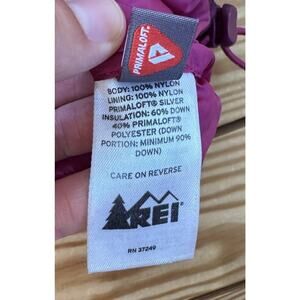 PRIMALOFT®
BODY: 100% NYLON
LINING: 100% NYLON
PRIMALOFT® SILVER
INSULATION: 60% DOWN
40% PRIMALOFT®
POLYESTER (DOWN
PORTION: MINIMUM 90%
DOWN)
CARE ON REVERSE
REI
RN 37249